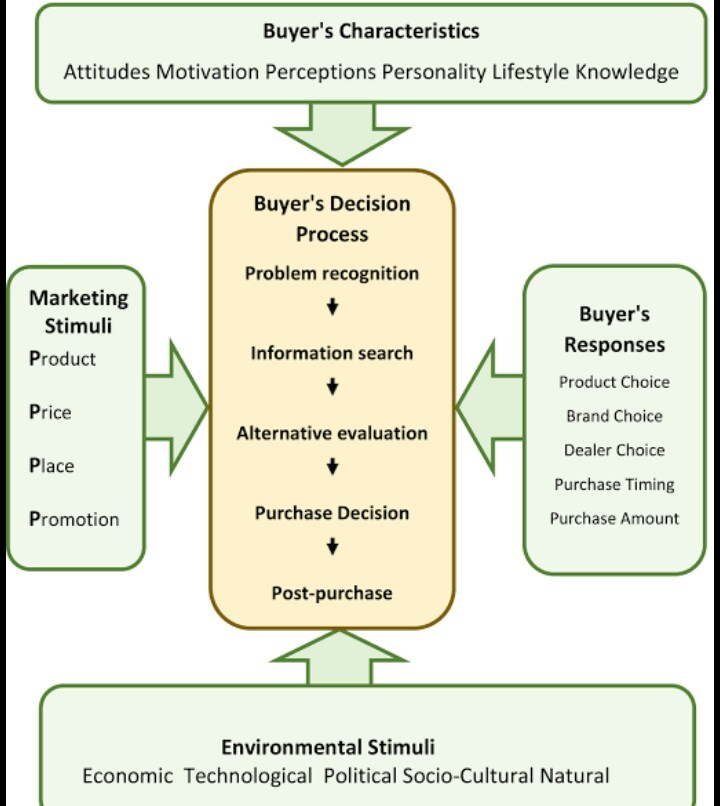 Buyer's Characteristics
Attitudes Motivation Perceptions Personality Lifestyle Knowledge
Buyer's Decision
Process
Problem recognition
Information search
Alternative evaluation
Purchase Decision
Post-purchase
Marketing
Stimuli
Product
Price
Place
Promotion
Buyer's
Responses
Product Choice
Brand Choice
Dealer Choice
Purchase Timing
Purchase Amount
Environmental Stimuli
Economic Technological Political Socio-Cultural Natural